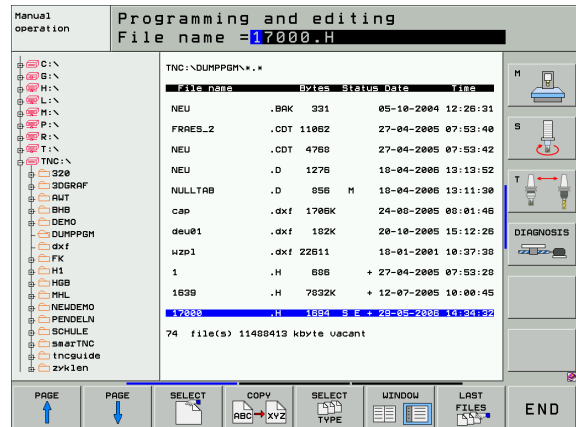 Manual
operation
Programming and editing
File name =17000.H
C:\
G:\
H:\
L:\
M:\
P:\
R:\
T:\
TNC:\
320
3DGRAF
AWT
BHB
DEMO
DUMPPGM
dxf
FK
H1
HGB
MHL
NEWDEMO
PENDELN
SCHULE
smarTNC
tncguide
zyklen
TNC:\DUMPPGM\*.*
File name Bytes Status Date Time
NEU .BAK 331 05-10-2004 12:26:31
FRAES_2 .CDT 11062 27-04-2005 07:53:40
NEU .CDT 4768 27-04-2005 07:53:42
NEU .D 1276 18-04-2006 13:13:52
NULLTAB .D 856 M 18-04-2006 13:11:30
cap .dxf 1706K 24-08-2005 08:01:46
deu01 .dxf 182K 20-10-2005 15:12:26
wzpl .dxf 22611 18-01-2001 10:37:38
1 .H 686 + 27-04-2005 07:53:28
1639 .H 7832K + 12-07-2005 10:00:45
17000 .H 1694 S E + 29-05-2006 14:34:32
74 file(s) 11488413 kbyte vacant
M
S
T
DIAGNOSIS
PAGE
PAGE
SELECT
COPY
ABC XYZ
SELECT
TYPE
WINDOW
LAST
FILES
END